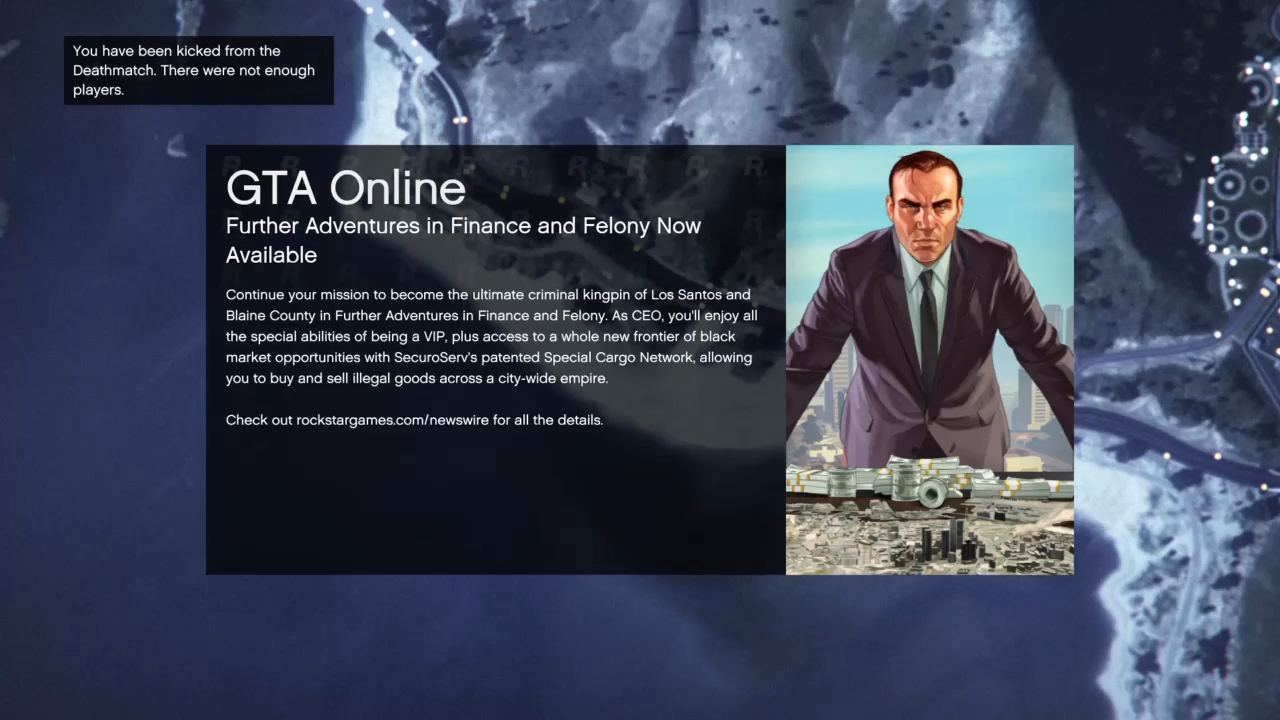 You have been kicked from the
Deathmatch. There were not enough
players.
GTA Online
Further Adventures in Finance and Felony Now
Available
Continue your mission to become the ultimate criminal kingpin of Los Santos and
Blaine County in Further Adventures in Finance and Felony. As CEO, you'll enjoy all
the special abilities of being a VIP, plus access to a whole new frontier of black
market opportunities with SecuroServ's patented Special Cargo Network, allowing
you to buy and sell illegal goods across a city-wide empire.
Check out rockstargames.com/newswire for all the details.